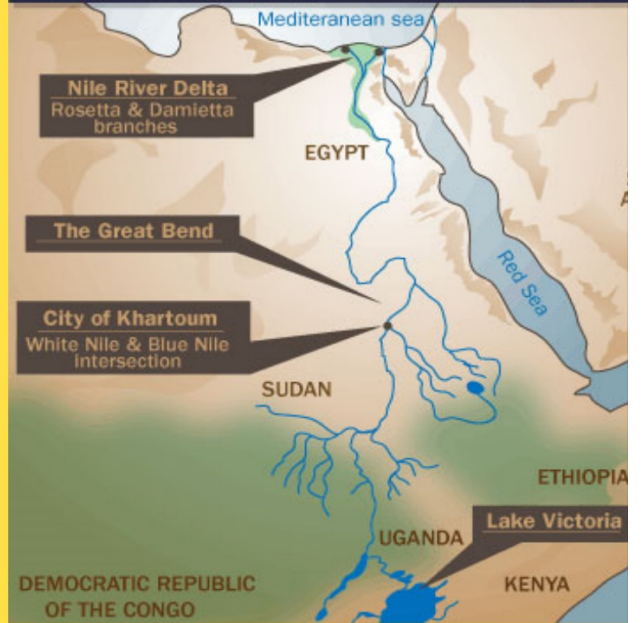 Mediteranean sea
Nile River Delta
Rosetta & Damietta
branches
EGYPT
The Great Bend
Red Sea
City of Khartoum
White Nile & Blue Nile
intersection
SUDAN
ETHIOPIA
Lake Victoria
UGANDA
DEMOCRATIC REPUBLIC
OF THE CONGO
KENYA